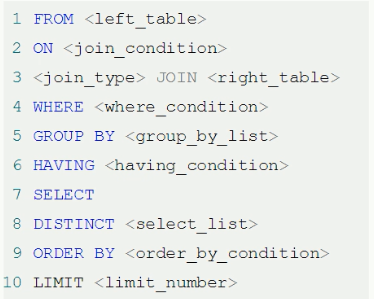 1 FROM <left_table>
2 ON <join_condition>
3 <join_type> JOIN <right_table>
4 WHERE <where_condition>
5 GROUP BY <group_by_list>
6 HAVING <having_condition>
7 SELECT
8 DISTINCT <select_list>
9 ORDER BY <order_by_condition>
10 LIMIT <limit_number>